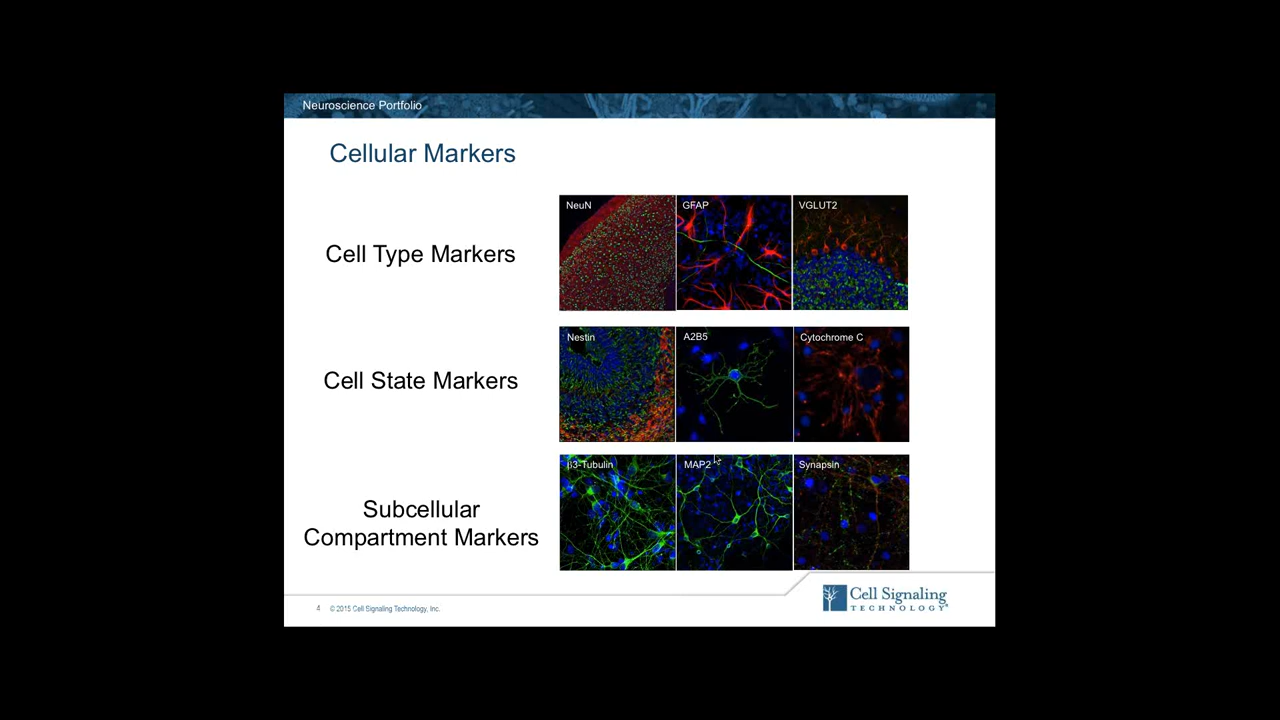 Neuroscience Portfolio
Cellular Markers
Cell Type Markers
NeuN
GFAP
VGLUT2
Cell State Markers
Nestin
A2B5
Cytochrome C
Subcellular
Compartment Markers
β3-Tubulin
MAP2
Synapsin
4 © 2015 Cell Signaling Technology, Inc.
Cell Signaling
TECHNOLOGY®